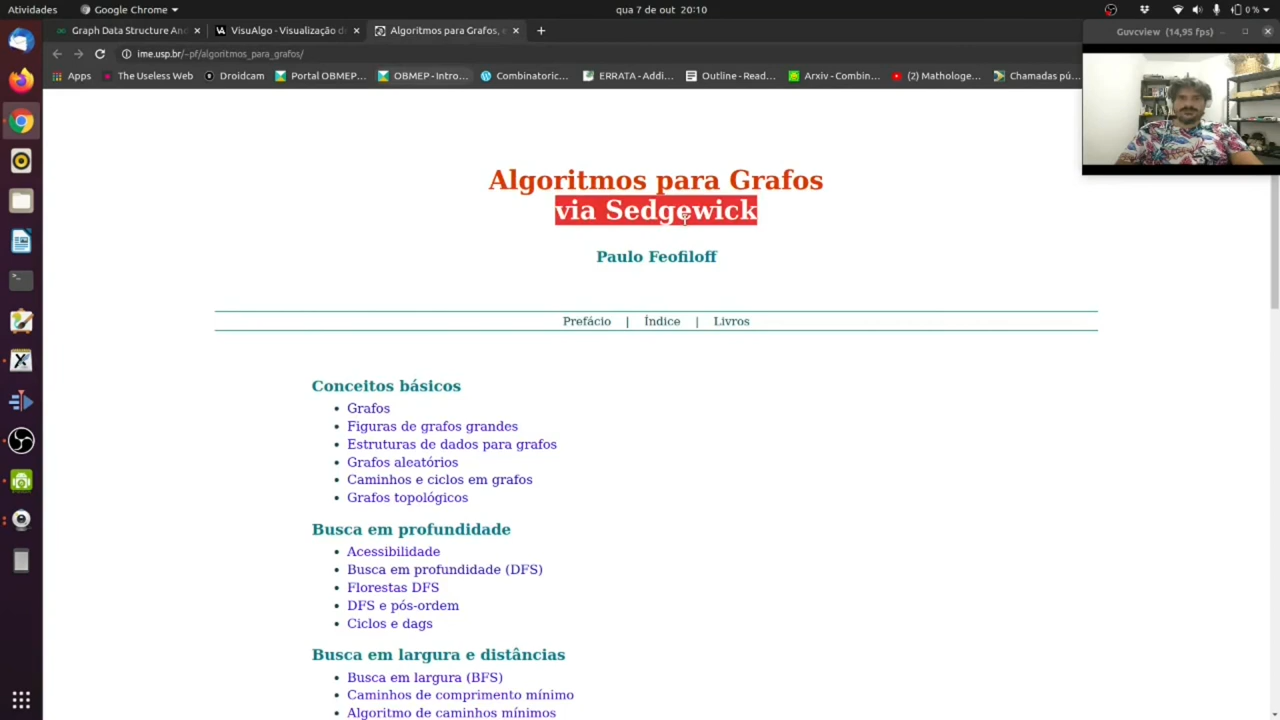 Atividades
Google Chrome
qua 7 de out 20:10
0 %
Graph Data Structure An
VisuAlgo - Visualização d
Algoritmos para Grafos, e
Guvcview (14,95 fps)
ime.usp.br/~pf/algoritmos_para_grafos/
Apps
The Useless Web
Droidcam
Portal OBMEP...
OBMEP - Intro...
Combinatoric...
ERRATA - Addi...
Outline - Read...
Arxiv - Combin...
(2) Mathologe...
Chamadas pú...
Algoritmos para Grafos
via Sedgewick
Paulo Feofiloff
Prefácio | Índice | Livros
Conceitos básicos
Grafos
Figuras de grafos grandes
Estruturas de dados para grafos
Grafos aleatórios
Caminhos e ciclos em grafos
Grafos topológicos
Busca em profundidade
Acessibilidade
Busca em profundidade (DFS)
Florestas DFS
DFS e pós-ordem
Ciclos e dags
Busca em largura e distâncias
Busca em largura (BFS)
Caminhos de comprimento mínimo
Algoritmo de caminhos mínimos